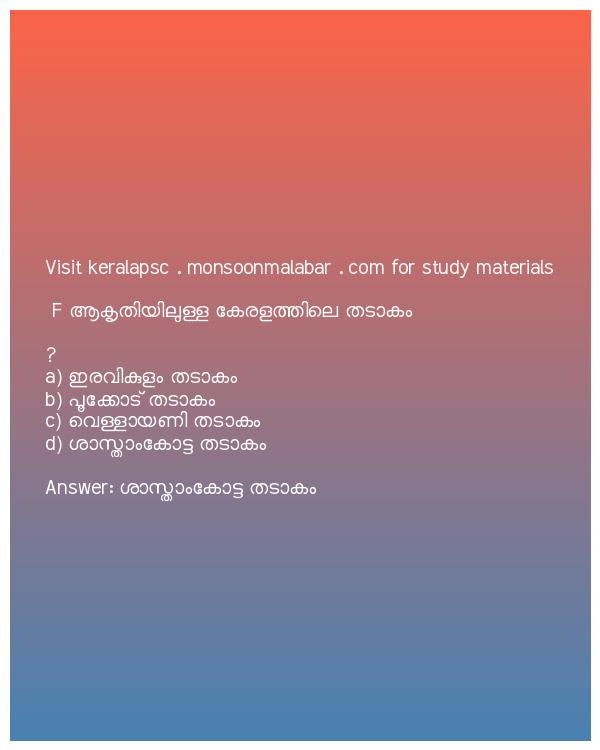 Visit keralapsc . monsoonmalabar . com for study materials
F ആകൃതിയിലുള്ള കേരളത്തിലെ തടാകം
?
a) ഇരവികുളം തടാകം
b) പൂക്കോട് തടാകം
c) വെള്ളായണി തടാകം
d) ശാസ്താംകോട്ട തടാകം
Answer: ശാസ്താംകോട്ട തടാകം